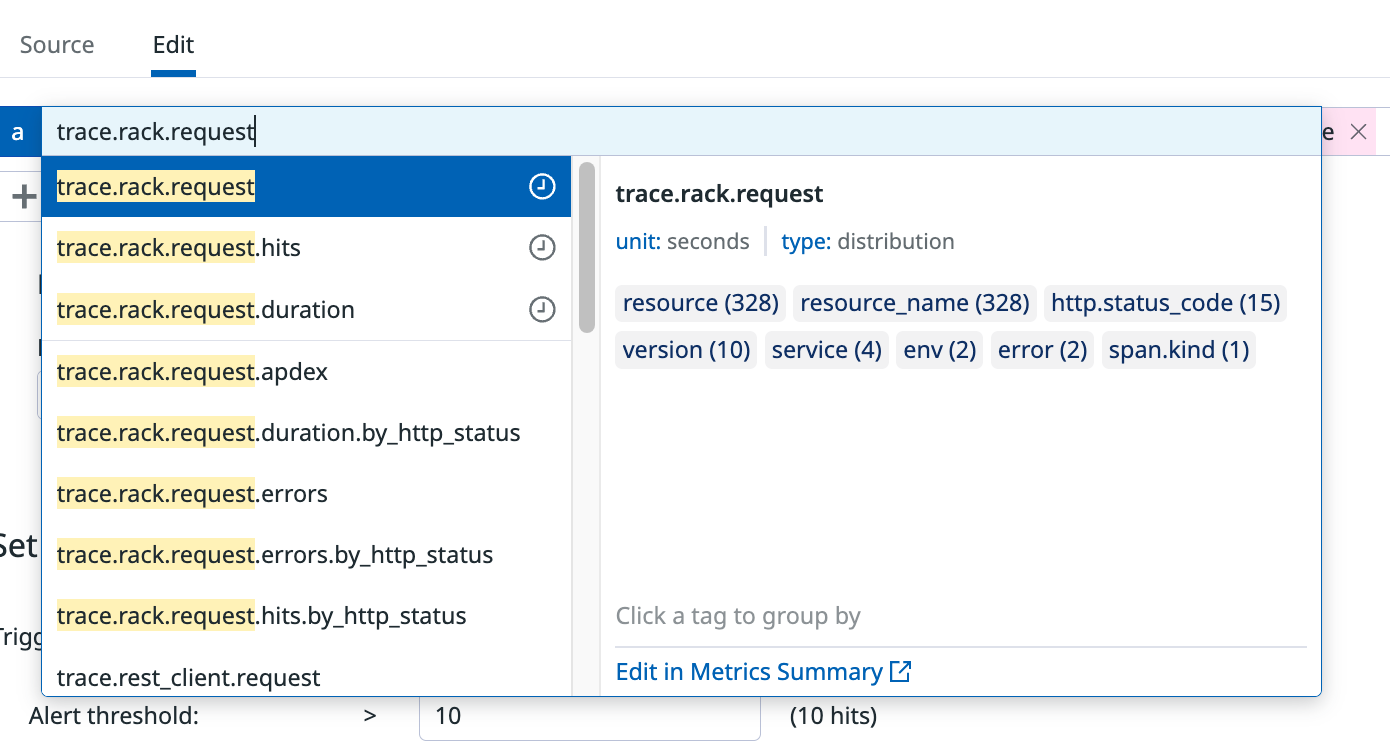 Source Edit
a trace.rack.request e
trace.rack.request
trace.rack.request.hits
trace.rack.request.duration
trace.rack.request.apdex
trace.rack.request.duration.by_http_status
trace.rack.request.errors
trace.rack.request.errors.by_http_status
trace.rack.request.hits.by_http_status
trace.rest_client.request
trace.rack.request
unit: seconds type: distribution
resource (328) resource_name (328) http.status_code (15)
version (10) service (4) env (2) error (2) span.kind (1)
Click a tag to group by
Edit in Metrics Summary
Set
Trigg
Alert threshold: > 10 (10 hits)